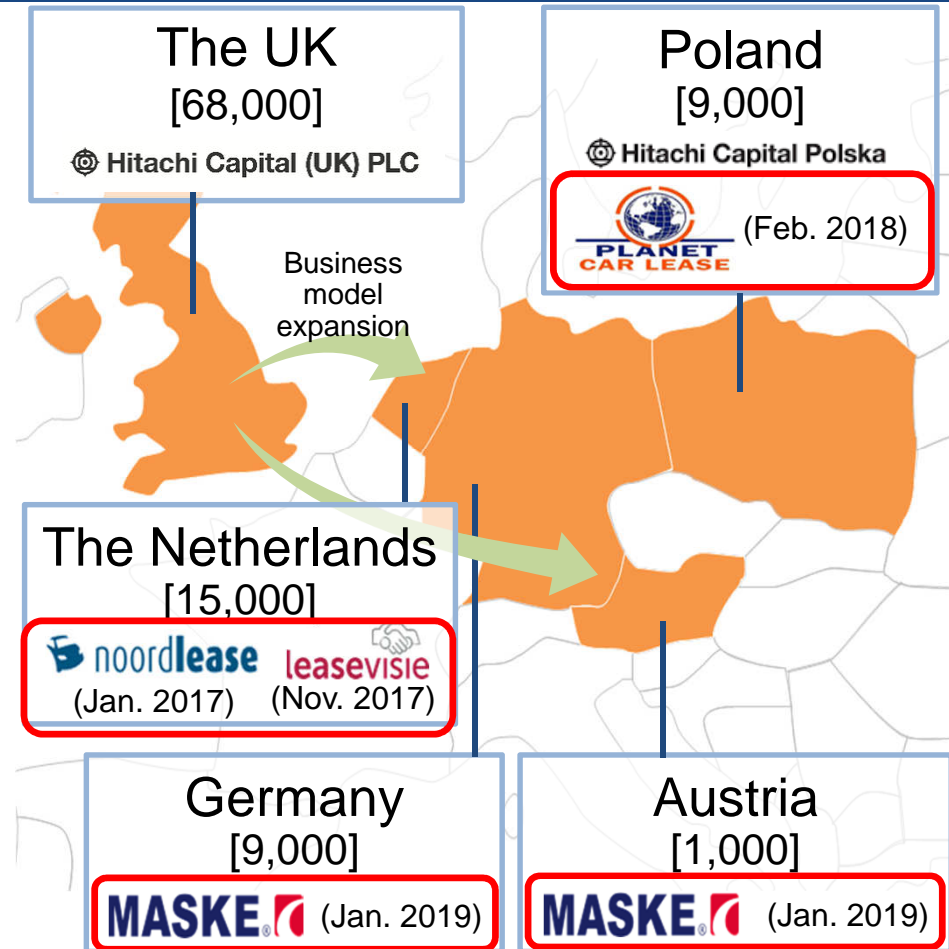 The UK
[68,000]
Hitachi Capital (UK) PLC
Poland
[9,000]
Hitachi Capital Polska
PLANET
CAR LEASE
(Feb. 2018)
Business
model
expansion
The Netherlands
[15,000]
noordlease
(Jan. 2017)
leasevisie
(Nov. 2017)
Germany
[9,000]
MASKE® (Jan. 2019)
Austria
[1,000]
MASKE® (Jan. 2019)